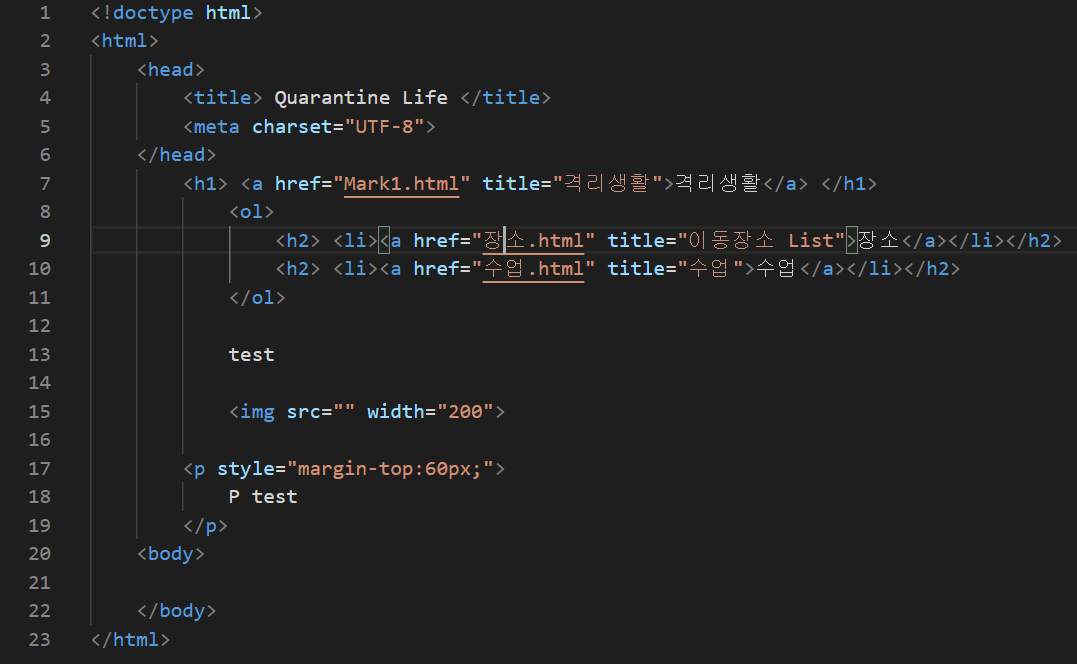 1 <!doctype html>
2 <html>
3     <head>
4         <title> Quarantine Life </title>
5         <meta charset="UTF-8">
6     </head>
7         <h1> <a href="Mark1.html" title="격리생활">격리생활</a> </h1>
8             <ol>
9                 <h2> <li><a href="장소.html" title="이동장소 List">장소</a></li></h2>
10                 <h2> <li><a href="수업.html" title="수업">수업</a></li></h2>
11             </ol>
12
13             test
14
15             <img src="" width="200">
16
17         <p style="margin-top:60px;">
18             P test
19         </p>
20     <body>
21
22     </body>
23 </html>